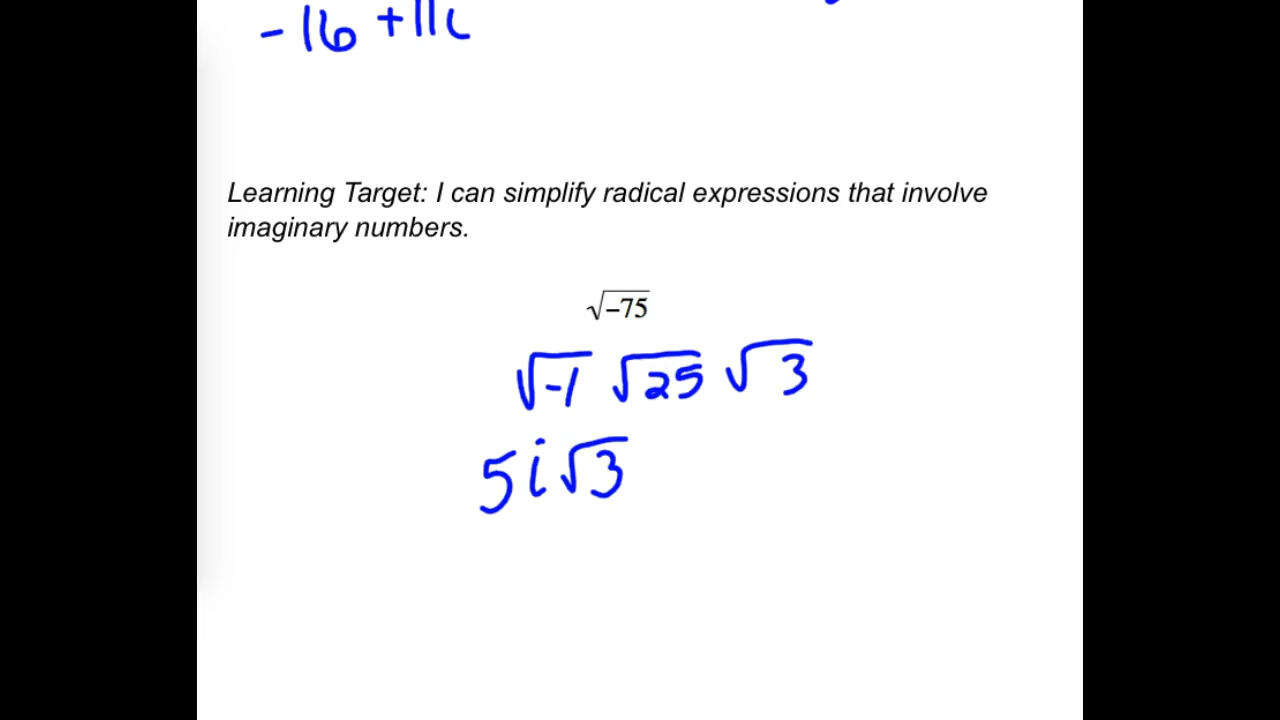 -16 +11i
Learning Target: I can simplify radical expressions that involve
imaginary numbers.
√-75
√-1 √25 √3
5i√3